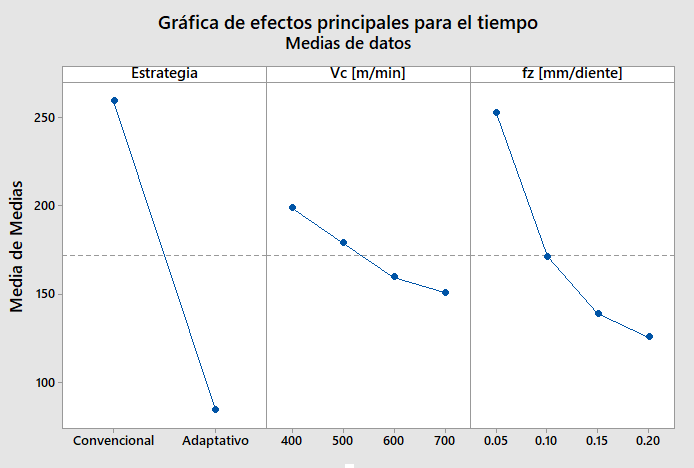 Gráfica de efectos principales para el tiempo
Medias de datos
Estrategia Vc [m/min] fz [mm/diente]
Media de Medias
250
200
150
100
Convencional Adaptativo 400 500 600 700 0.05 0.10 0.15 0.20